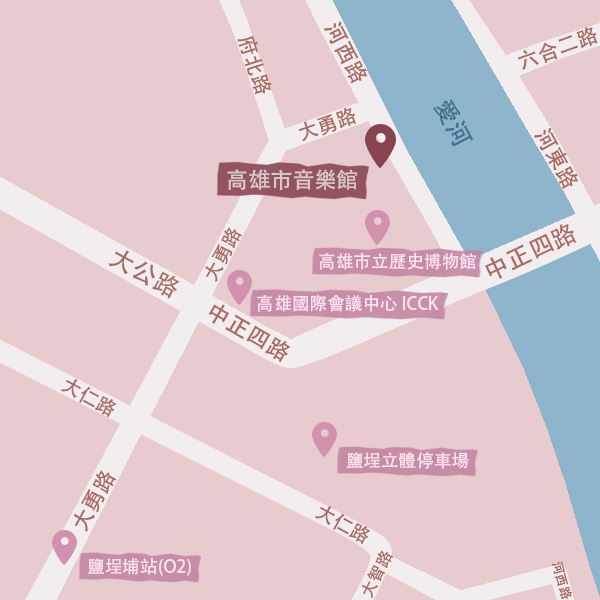 府北路
河西路
六合二路
愛河
大勇路
河東路
高雄市音樂館
大勇路
高雄市立歷史博物館
中正四路
大公路
高雄國際會議中心 ICCK
中正四路
大仁路
鹽埕立體停車場
大勇路
大仁路
鹽埕埔站(O2)
大智路
河西路